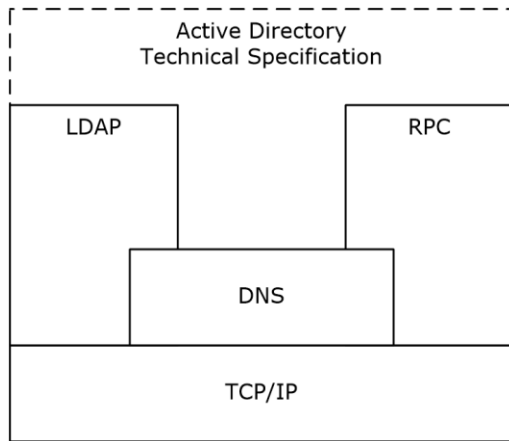 Active Directory
Technical Specification
LDAP
RPC
DNS
TCP/IP